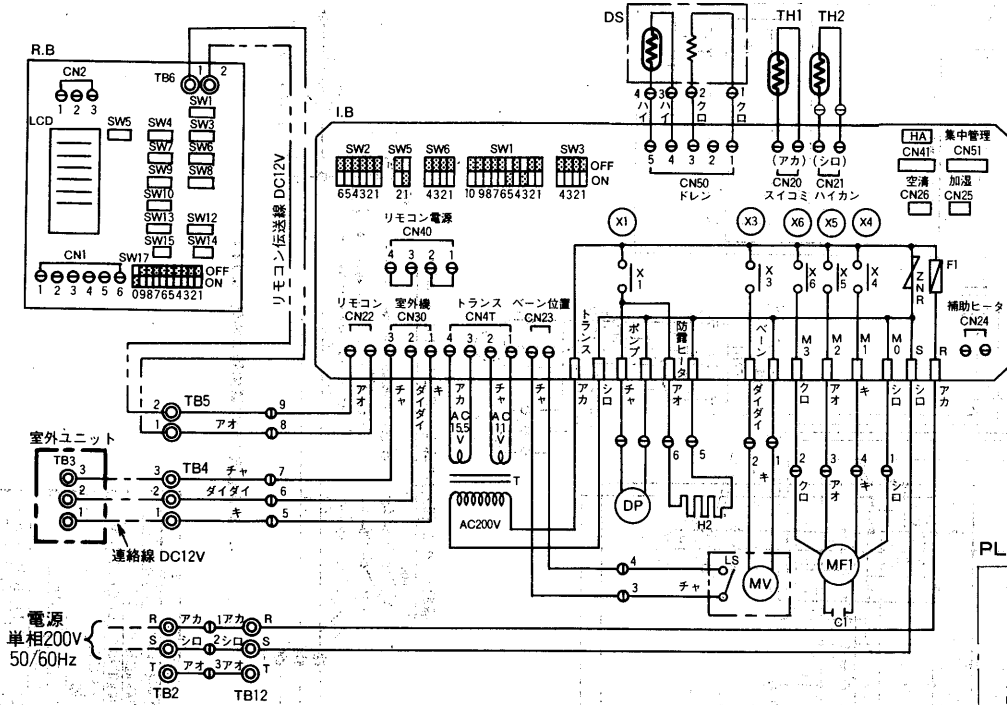 R.B
CN2
1 2 3
LCD
SW5
1 2
TB6
SW1
SW4 SW3
SW7 SW6
SW9 SW8
SW10
SW13 SW12
SW15 SW14
CN1
1 2 3 4 5 6
SW17
OFF
ON
0987654321
リモコン伝送線 DC12V
DS
TH1 TH2
4 3 2 1
ハイ ハイ クロ クロ
I.B
5 4 3 2 1
CN50
ドレン
(アカ) (シロ)
CN20 CN21
スイコミ ハイカン
HA 集中管理
CN41 CN51
空清 加湿
CN26 CN25
SW2 SW5 SW6 SW1 SW3
OFF
ON
654321 21 4321 10 987654321 4321
リモコン電源
CN40
4 3 2 1
X1 X3 X6 X5 X4
X1 X3 X6 X5 X4
ZNR
F1
補助ヒータ
CN24
リモコン 室外機 トランス ベーン位置
CN22 CN30 CN4T CN23
3 2 1 4 3 2 1
トランス ポンプ 防露ヒータ ベーン M3 M2 M1 M0 S R
アオ チャ ダイダイ キ アカ チャ チャ アカ シロ チャ アオ ダイダイ クロ アオ キ シロ シロ アカ
AC15.5V AC11V
T
AC200V
TB5
2 9
1 アオ 8
室外ユニット
TB3
3 3 TB4 チャ 7
2 2 ダイダイ 6
1 1 キ 5
連絡線 DC12V
6 5
DP
H2
2 1
キ
2 3 4 1
クロ アオ キ シロ
4
3 チャ
LS
MV
MF1
C1
PL
電源
単相200V
50/60Hz
R アカ 1アカ R
S シロ 2シロ S
T アオ 3アオ T
TB2 TB12